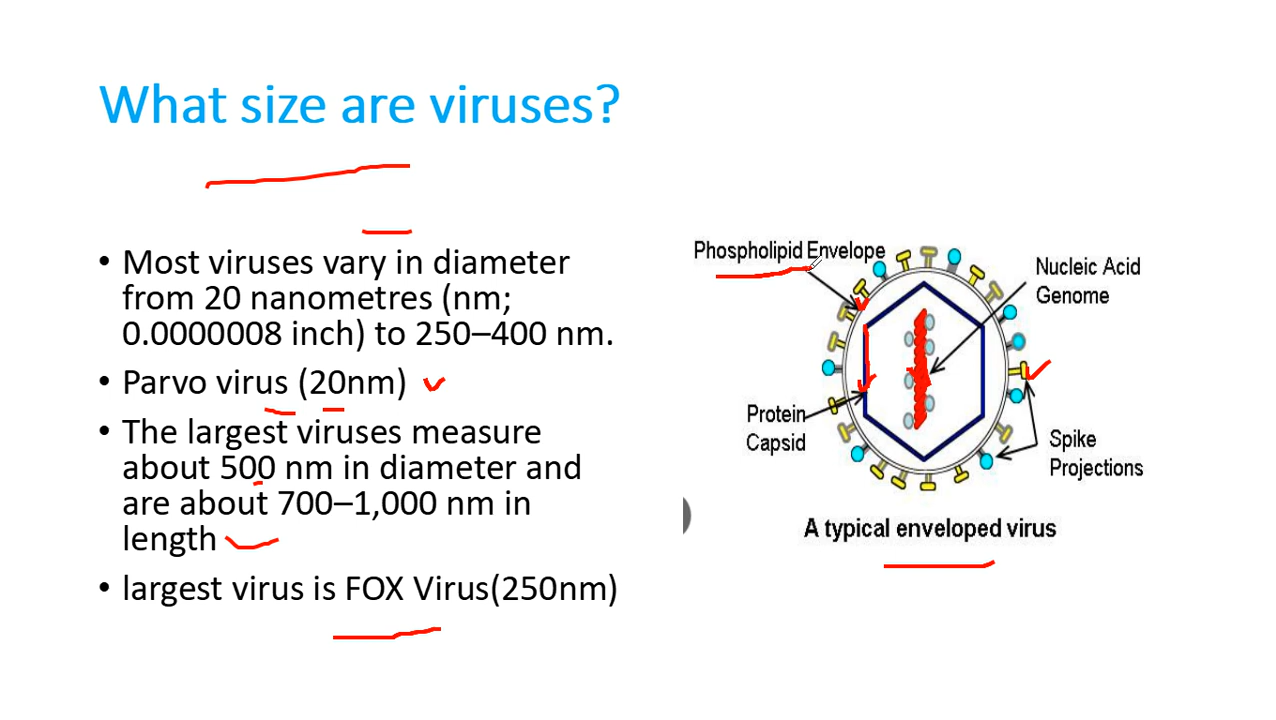 What size are viruses?
• Most viruses vary in diameter
from 20 nanometres (nm;
0.0000008 inch) to 250–400 nm.
• Parvo virus (20nm)
• The largest viruses measure
about 500 nm in diameter and
are about 700–1,000 nm in
length
• largest virus is FOX Virus(250nm)
Phospholipid Envelope
Nucleic Acid
Genome
Protein
Capsid
Spike
Projections
A typical enveloped virus